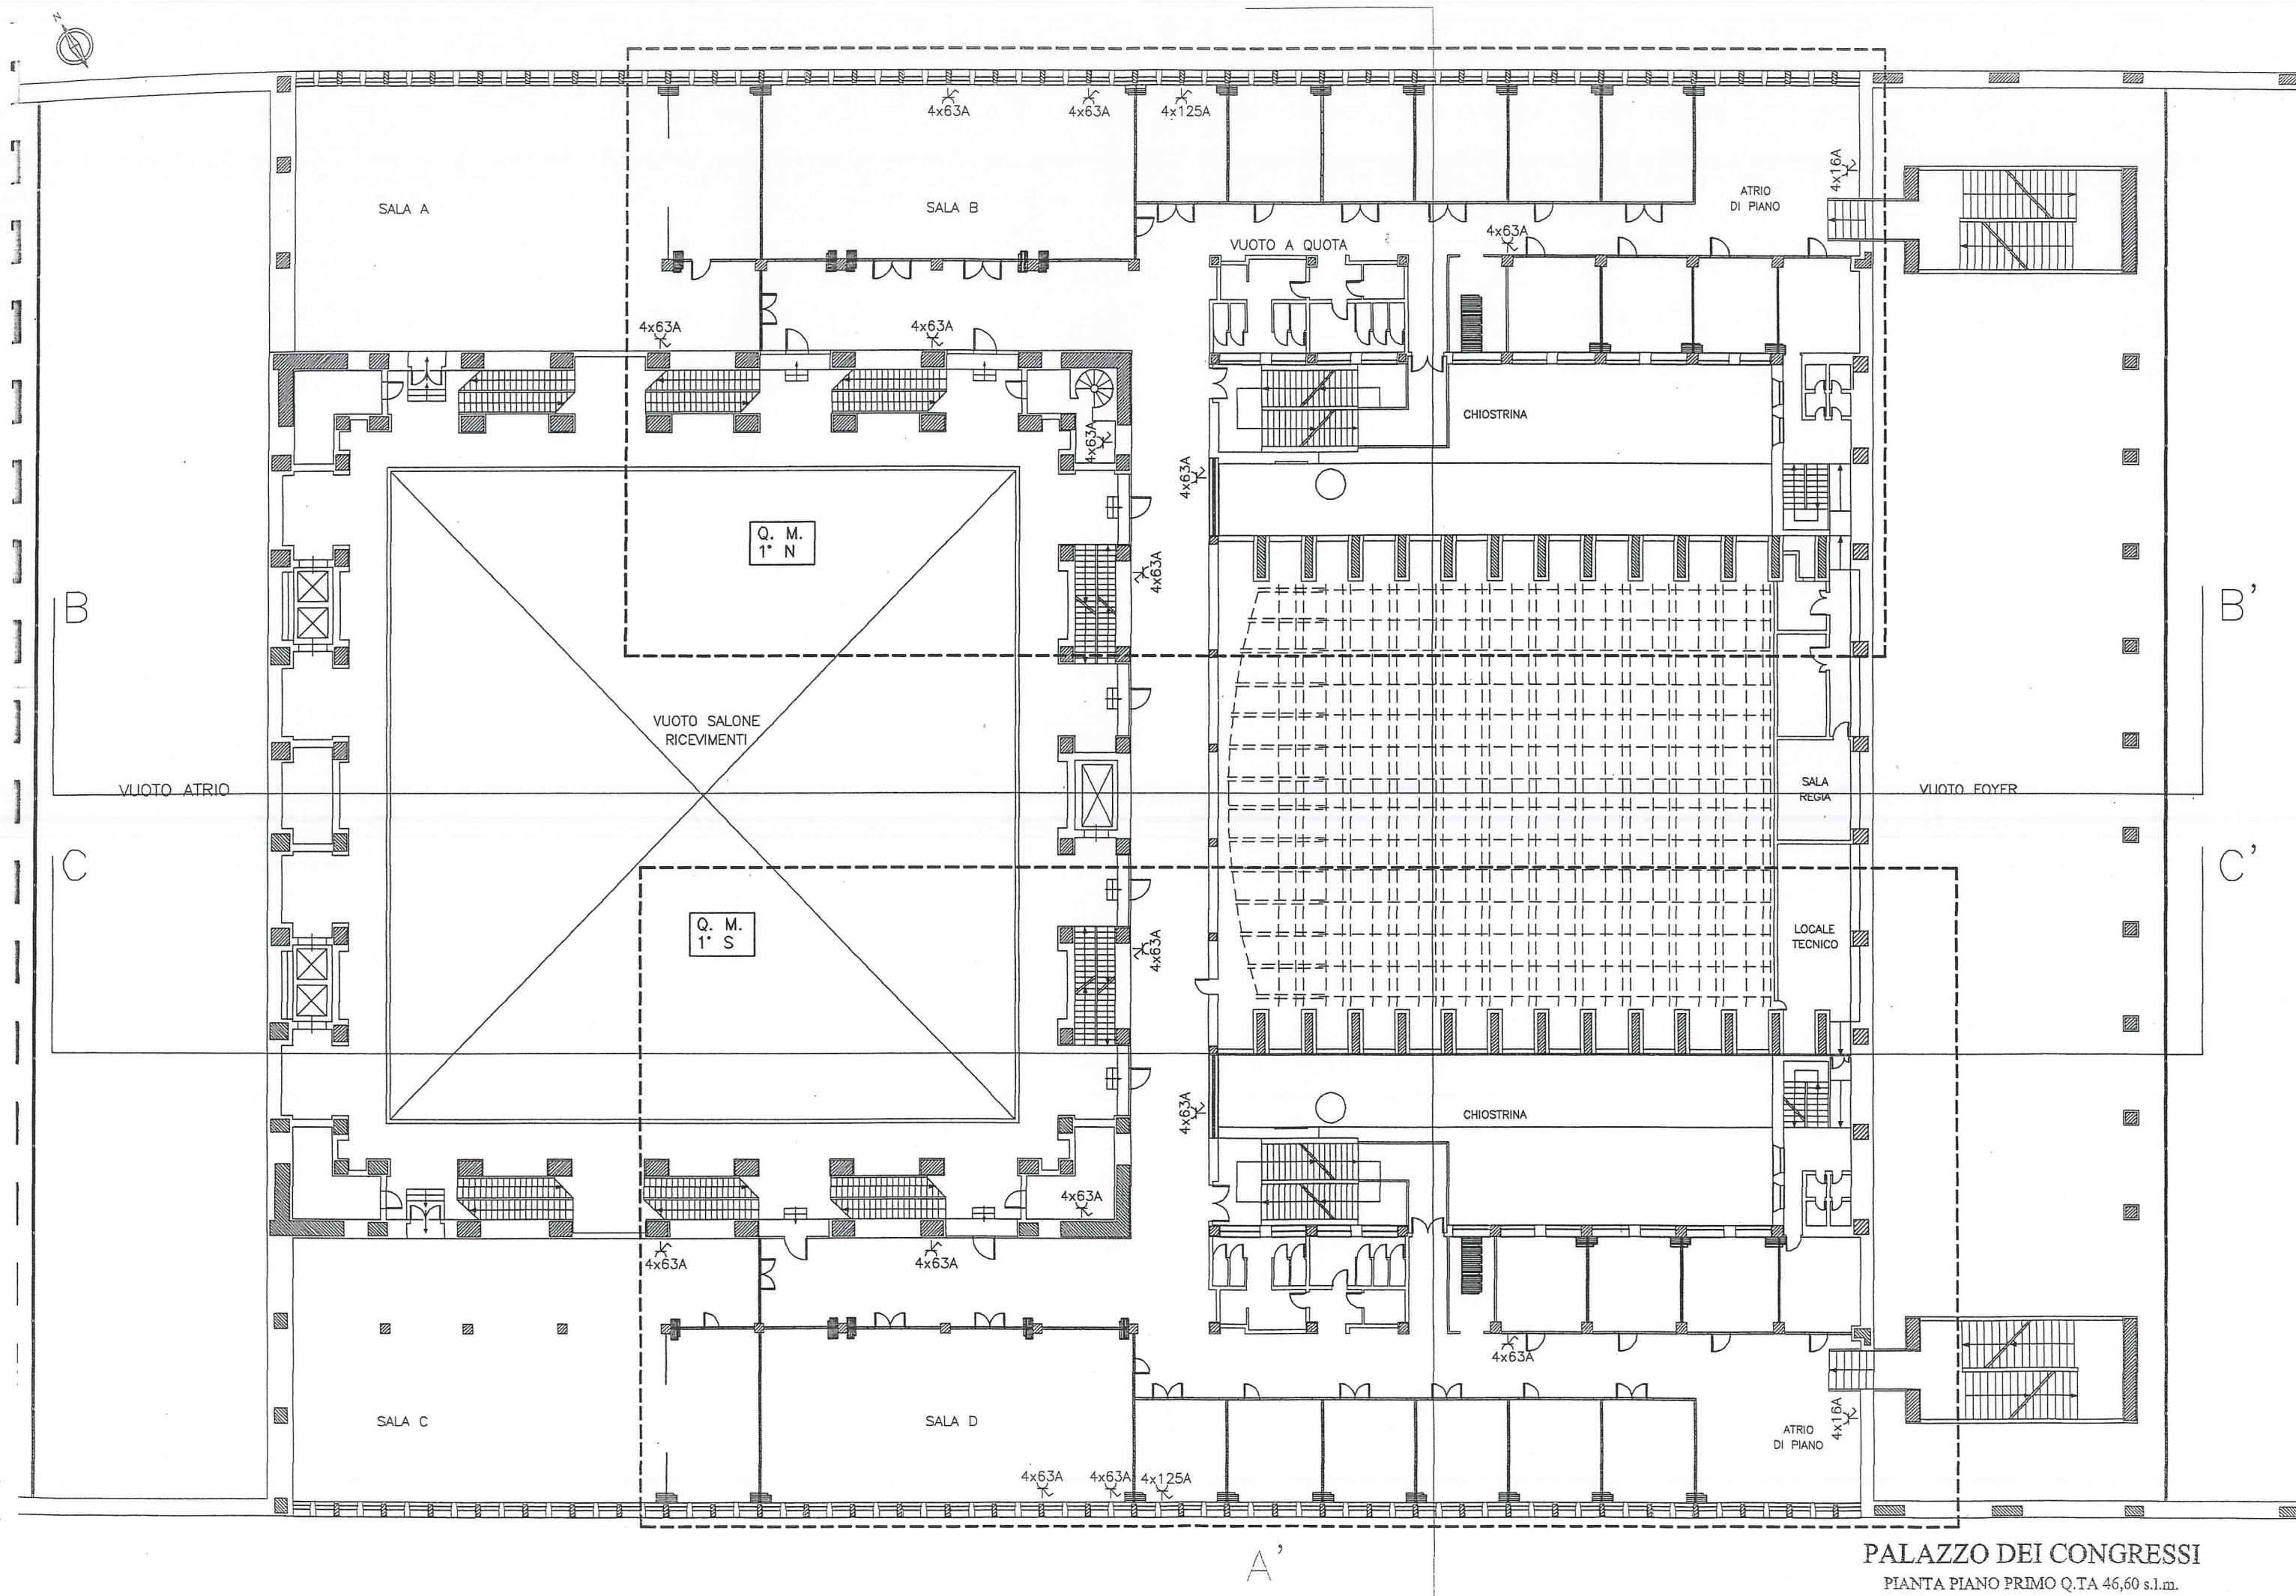 N
4x63A
4x63A
4x125A
4x16A
SALA A
SALA B
ATRIO
DI PIANO
VUOTO A QUOTA
4x63A
4x63A
4x63A
CHIOSTRINA
4x63A
4x63A
Q. M.
1° N
4x63A
B
B'
VUOTO SALONE
RICEVIMENTI
VUOTO ATRIO
SALA
REGIA
VUOTO FOYER
C
C'
Q. M.
1° S
4x63A
LOCALE
TECNICO
4x63A
CHIOSTRINA
4x63A
4x63A
4x63A
4x63A
SALA C
SALA D
4x16A
ATRIO
DI PIANO
4x63A
4x63A
4x125A
A'
PALAZZO DEI CONGRESSI
PIANTA PIANO PRIMO Q.TA 46,60 s.l.m.